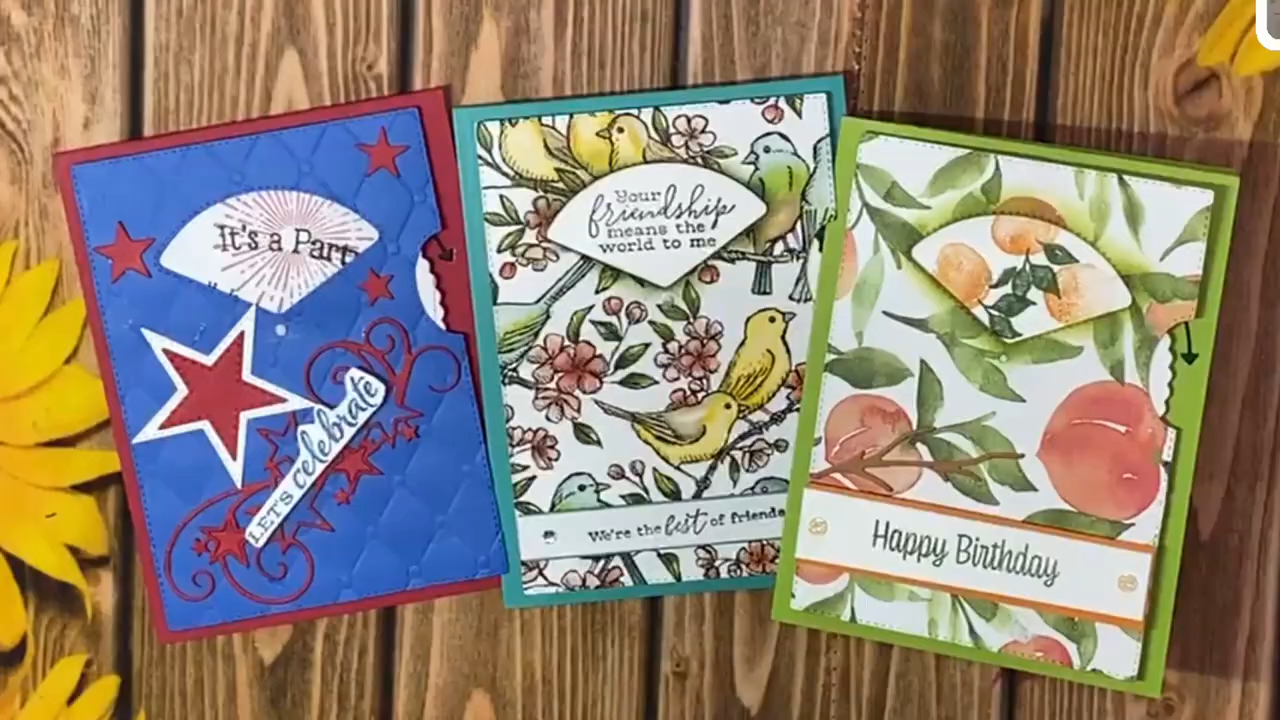 It's a Part
LET'S celebrate
Your
friendship
means the
world to me
We're the best of friends
Happy Birthday